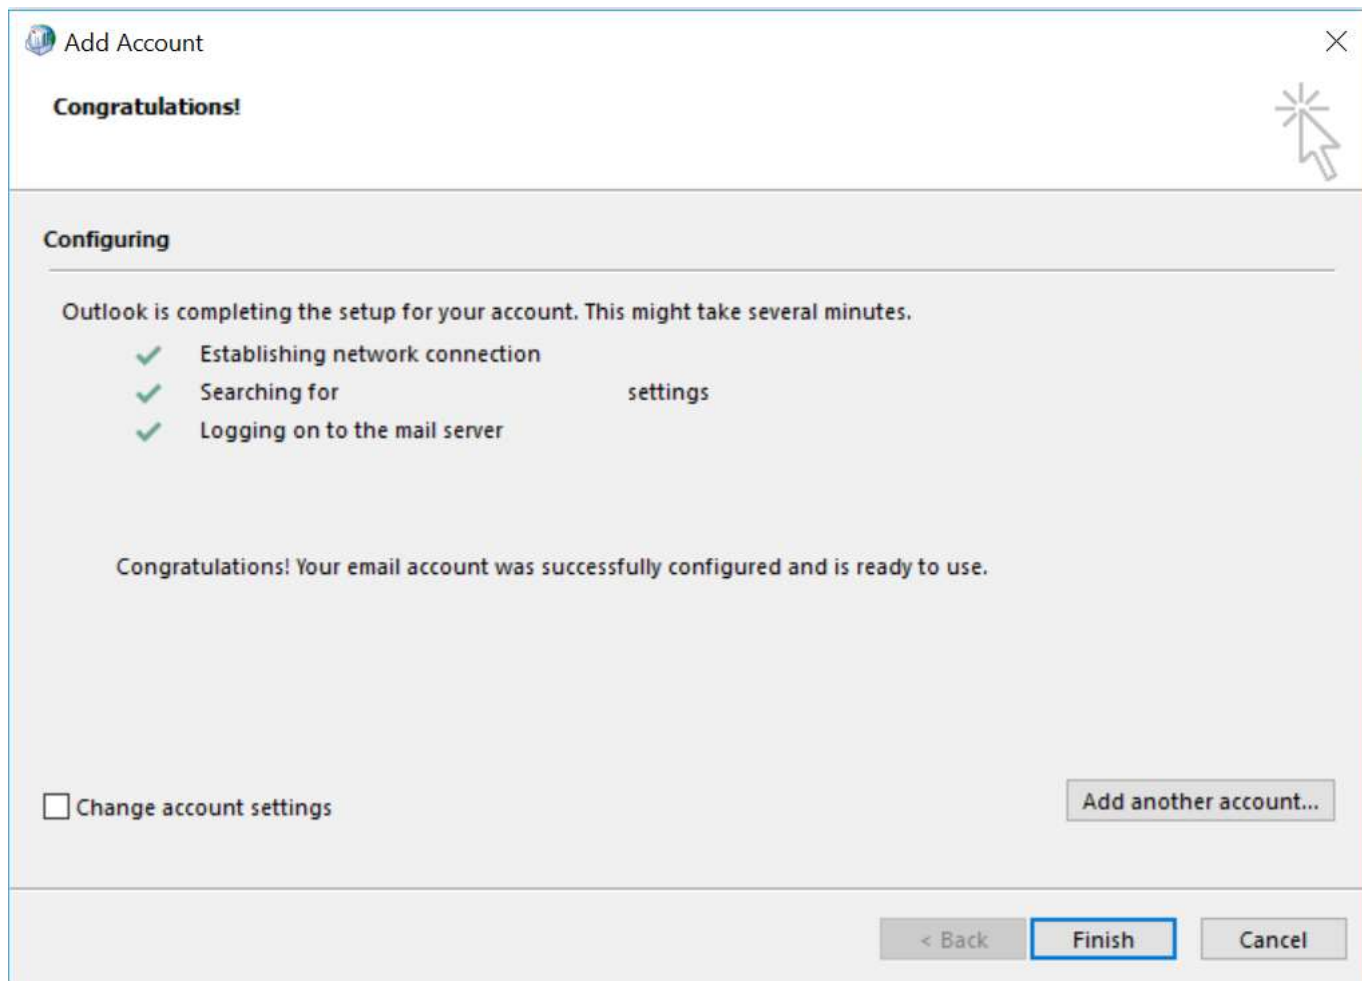 Add Account
Congratulations!
Configuring
Outlook is completing the setup for your account. This might take several minutes.
Establishing network connection
Searching for settings
Logging on to the mail server
Congratulations! Your email account was successfully configured and is ready to use.
Change account settings
Add another account...
< Back Finish Cancel